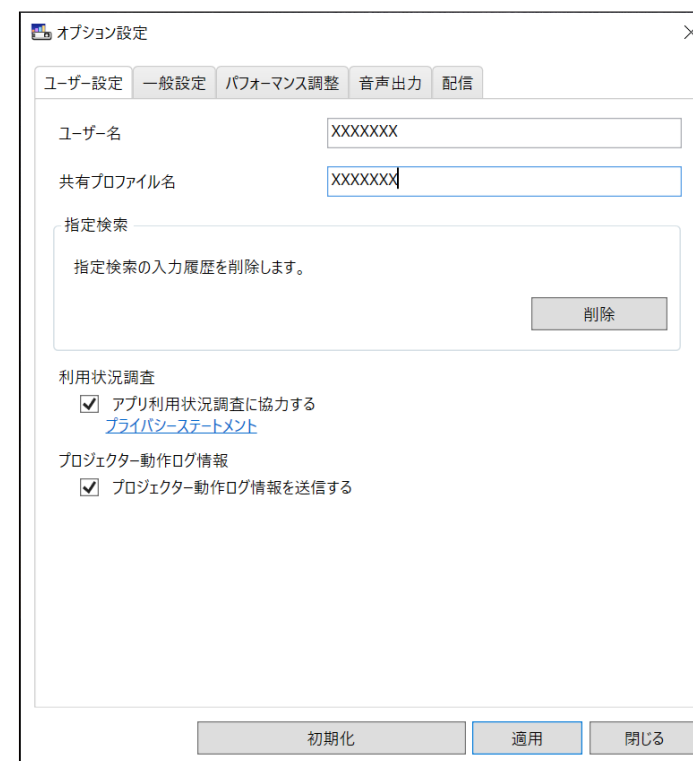 オプション設定
ユーザー設定 一般設定 パフォーマンス調整 音声出力 配信
ユーザー名 XXXXXXX
共有プロファイル名 XXXXXXX
指定検索
指定検索の入力履歴を削除します。
削除
利用状況調査
アプリ利用状況調査に協力する
プライバシーステートメント
プロジェクター動作ログ情報
プロジェクター動作ログ情報を送信する
初期化 適用 閉じる